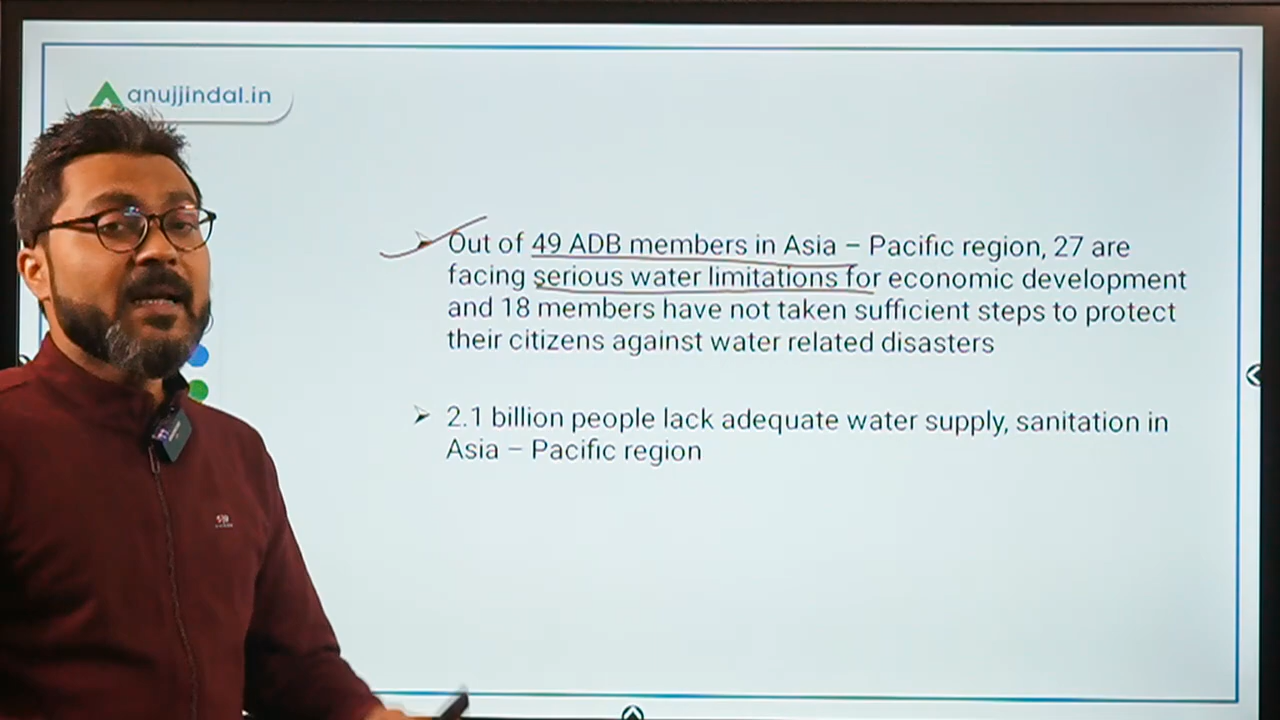 anujjindal.in
Out of 49 ADB members in Asia – Pacific region, 27 are
facing serious water limitations for economic development
and 18 members have not taken sufficient steps to protect
their citizens against water related disasters
2.1 billion people lack adequate water supply, sanitation in
Asia – Pacific region